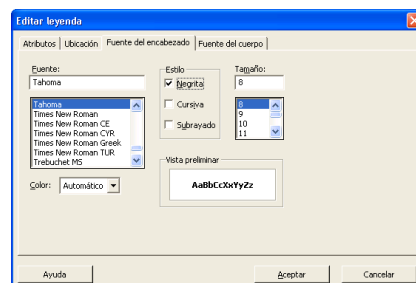 Editar leyenda
Atributos Ubicación Fuente del encabezado Fuente del cuerpo
Fuente:
Tahoma
Tahoma
Times New Roman
Times New Roman CE
Times New Roman CYR
Times New Roman Greek
Times New Roman TUR
Trebuchet MS
Estilo
Negrita
Cursiva
Subrayado
Tamaño:
8
8
9
10
11
Color: Automático
Vista preliminar
AaBbCcXxYyZz
Ayuda Aceptar Cancelar